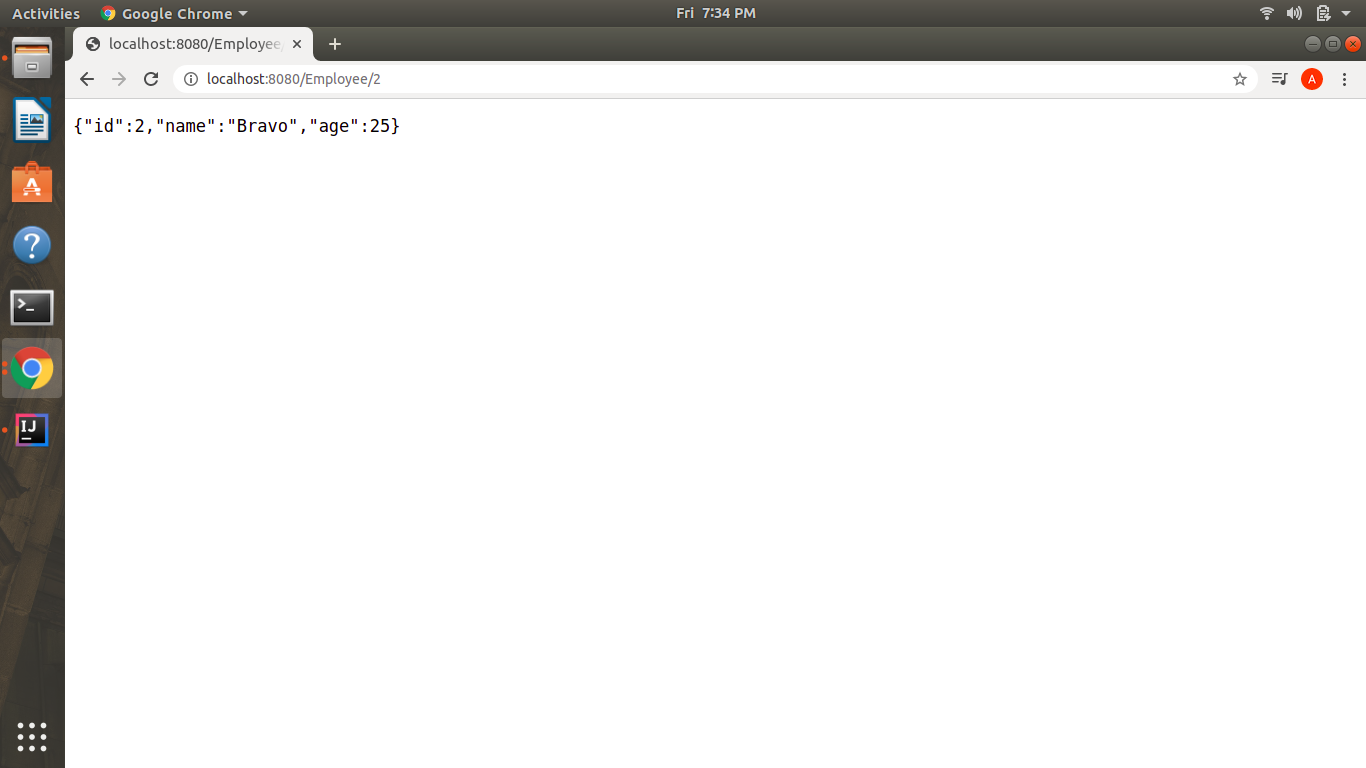 Activities Google Chrome Fri 7:34 PM
localhost:8080/Employee/
localhost:8080/Employee/2 A
{"id":2,"name":"Bravo","age":25}
A
?
>_
IJ